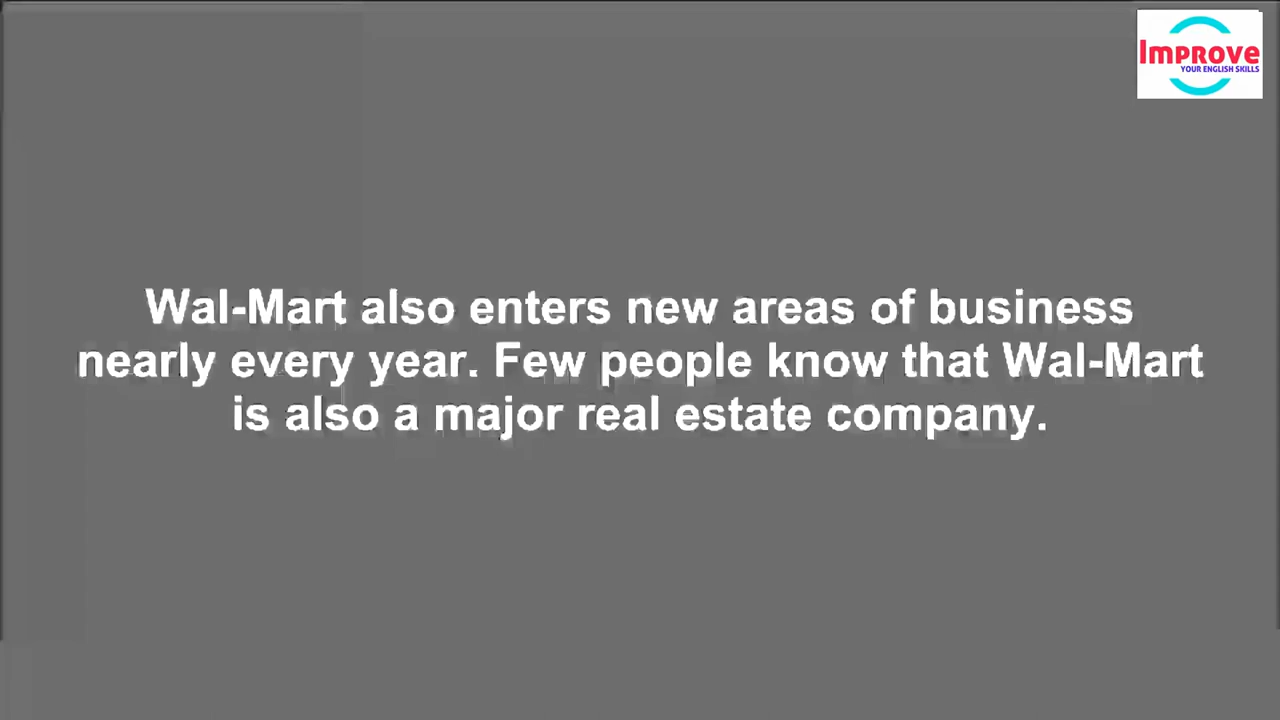 Improve
YOUR ENGLISH SKILLS
Wal-Mart also enters new areas of business
nearly every year. Few people know that Wal-Mart
is also a major real estate company.